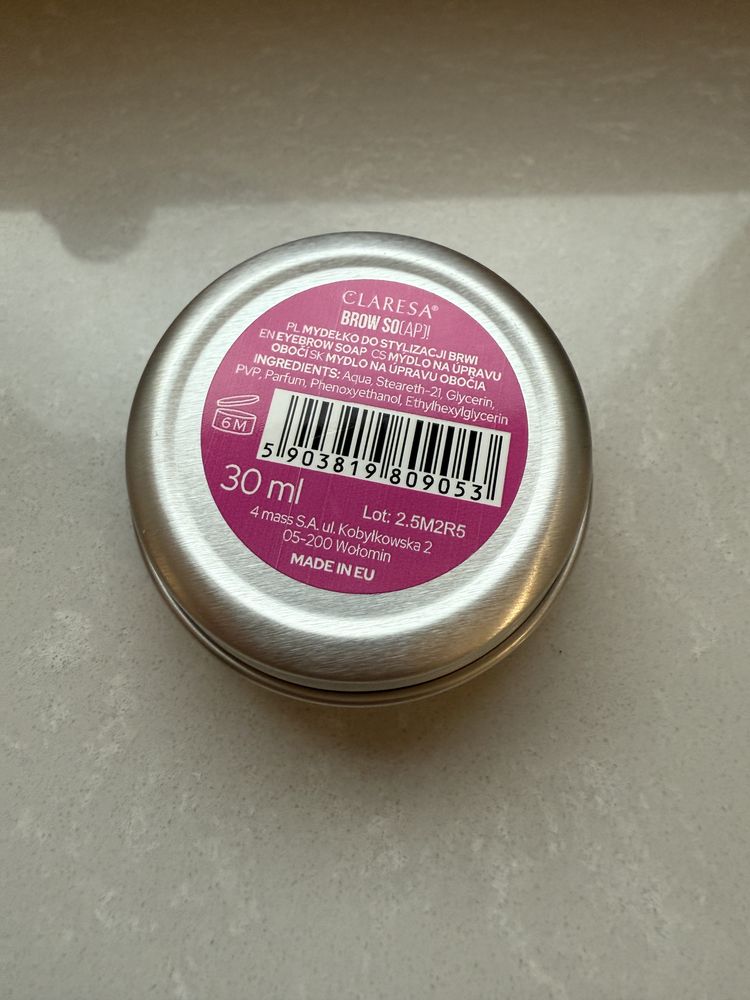 CLARESA®
BROW SO(AP)!
PL MYDEŁKO DO STYLIZACJI BRWI
EN EYEBROW SOAP CS MÝDLO NA ÚPRAVU
OBOČÍ SK MYDLO NA ÚPRAVU OBOČIA
INGREDIENTS: Aqua, Steareth-21, Glycerin,
PVP, Parfum, Phenoxyethanol, Ethylhexylglycerin
6M
5 903819 809053
30 ml
Lot: 2.5M2R5
4 mass S.A. ul. Kobyłkowska 2
05-200 Wołomin
MADE IN EU